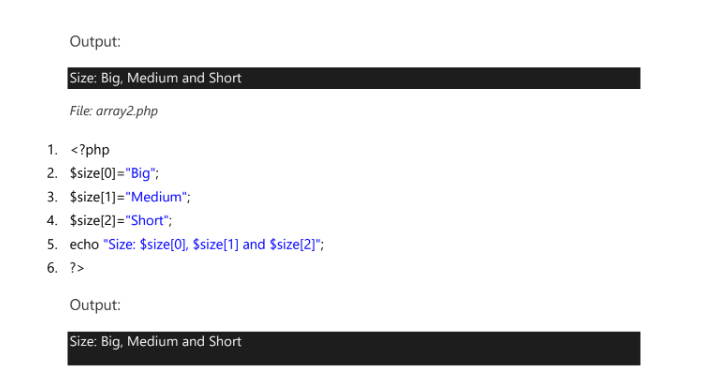 Output:
Size: Big, Medium and Short
File: array2.php
1. <?php
2. $size[0]="Big";
3. $size[1]="Medium";
4. $size[2]="Short";
5. echo "Size: $size[0], $size[1] and $size[2]";
6. ?>
Output:
Size: Big, Medium and Short